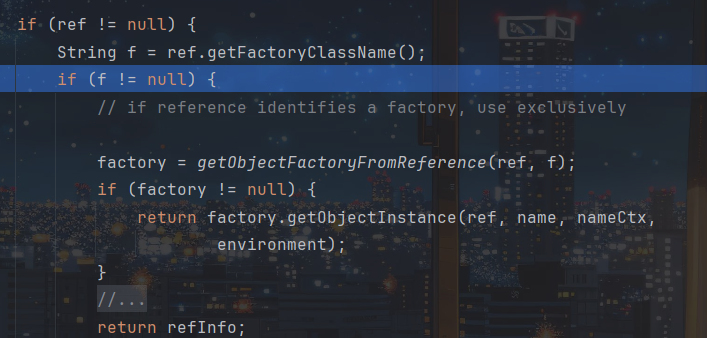 if (ref != null) {
String f = ref.getFactoryClassName();
if (f != null) {
// if reference identifies a factory, use exclusively
factory = getObjectFactoryFromReference(ref, f);
if (factory != null) {
return factory.getObjectInstance(ref, name, nameCtx,
environment);
}
//...
return refInfo;